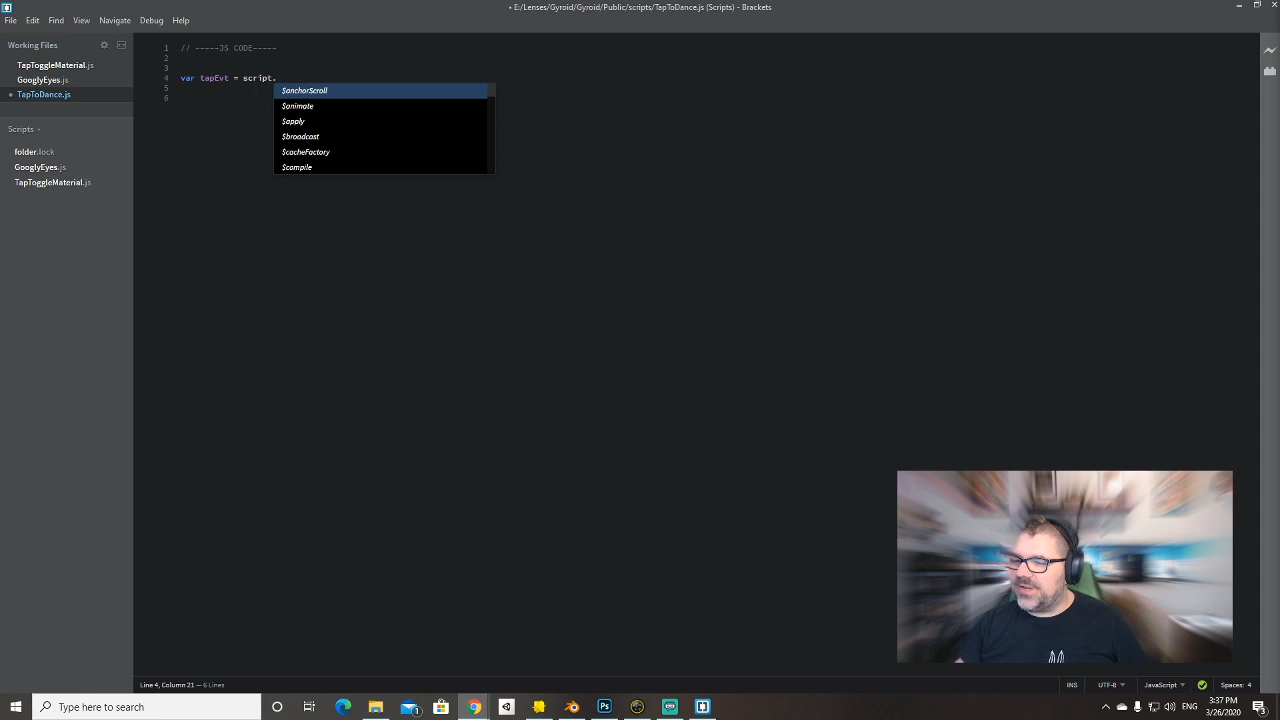 • E:/Lenses/Gyroid/Gyroid/Public/scripts/TapToDance.js (Scripts) - Brackets
File Edit Find View Navigate Debug Help
Working Files
TapToggleMaterial.js
GooglyEyes.js
TapToDance.js
Scripts
folder.lock
GooglyEyes.js
TapToggleMaterial.js
1 // -----JS CODE-----
2
3
4 var tapEvt = script.
5
6
$anchorScroll
$animate
$apply
$broadcast
$cacheFactory
$compile
Line 4, Column 21 — 6 Lines
INS UTF-8 JavaScript Spaces: 4
Type here to search
1
Ps
ENG
3:37 PM
3/26/2020